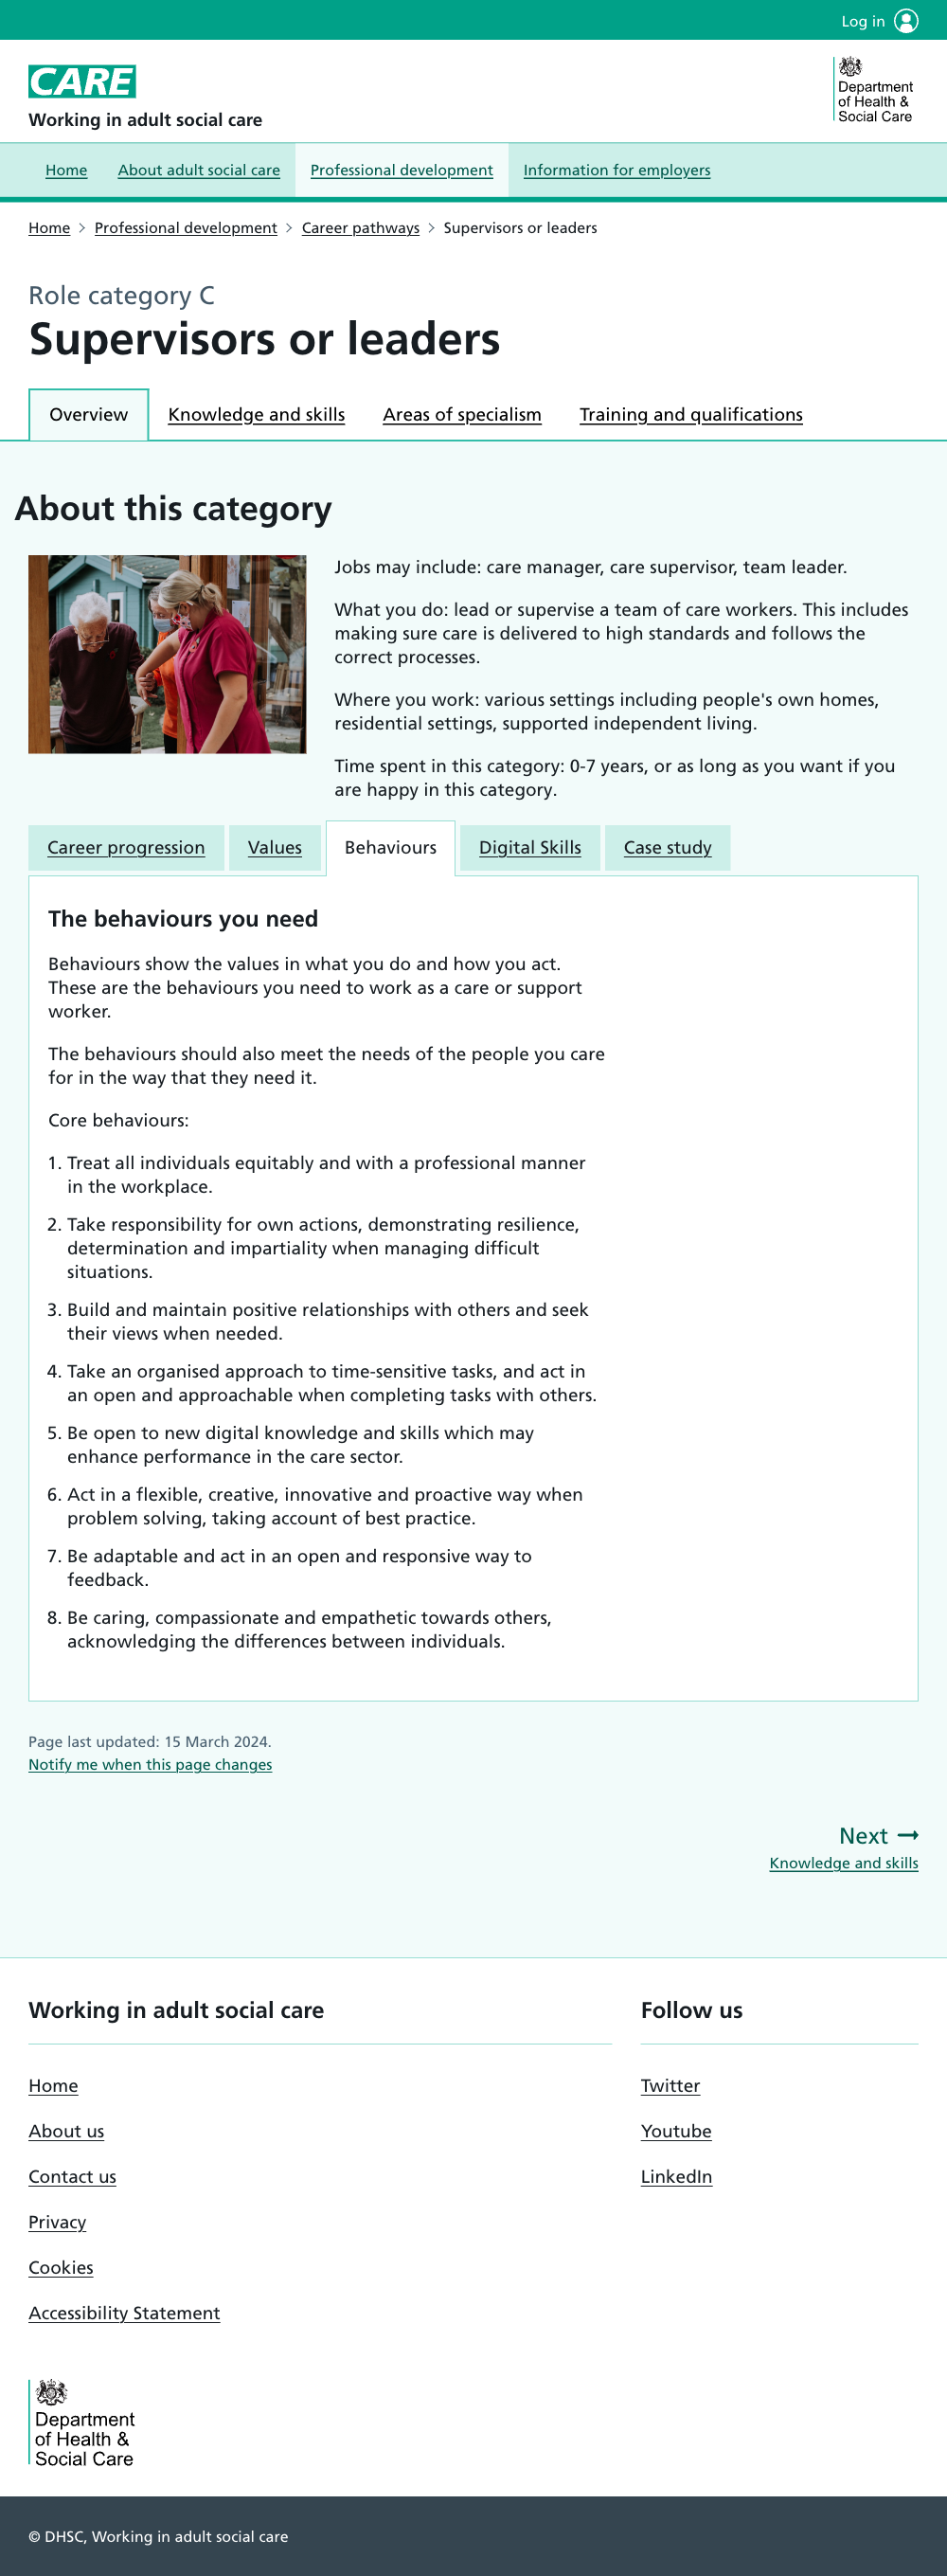 Log in
CARE
Working in adult social care
Department
of Health &
Social Care
Home
About adult social care
Professional development
Information for employers
Home
Professional development
Career pathways
Supervisors or leaders
Role category C
Supervisors or leaders
Overview
Knowledge and skills
Areas of specialism
Training and qualifications
About this category
Jobs may include: care manager, care supervisor, team leader.
What you do: lead or supervise a team of care workers. This includes
making sure care is delivered to high standards and follows the
correct processes.
Where you work: various settings including people's own homes,
residential settings, supported independent living.
Time spent in this category: 0-7 years, or as long as you want if you
are happy in this category.
Career progression
Values
Behaviours
Digital Skills
Case study
The behaviours you need
Behaviours show the values in what you do and how you act.
These are the behaviours you need to work as a care or support
worker.
The behaviours should also meet the needs of the people you care
for in the way that they need it.
Core behaviours:
1. Treat all individuals equitably and with a professional manner
in the workplace.
2. Take responsibility for own actions, demonstrating resilience,
determination and impartiality when managing difficult
situations.
3. Build and maintain positive relationships with others and seek
their views when needed.
4. Take an organised approach to time-sensitive tasks, and act in
an open and approachable when completing tasks with others.
5. Be open to new digital knowledge and skills which may
enhance performance in the care sector.
6. Act in a flexible, creative, innovative and proactive way when
problem solving, taking account of best practice.
7. Be adaptable and act in an open and responsive way to
feedback.
8. Be caring, compassionate and empathetic towards others,
acknowledging the differences between individuals.
Page last updated: 15 March 2024.
Notify me when this page changes
Next
Knowledge and skills
Working in adult social care
Home
About us
Contact us
Privacy
Cookies
Accessibility Statement
Follow us
Twitter
Youtube
LinkedIn
Department
of Health &
Social Care
© DHSC, Working in adult social care